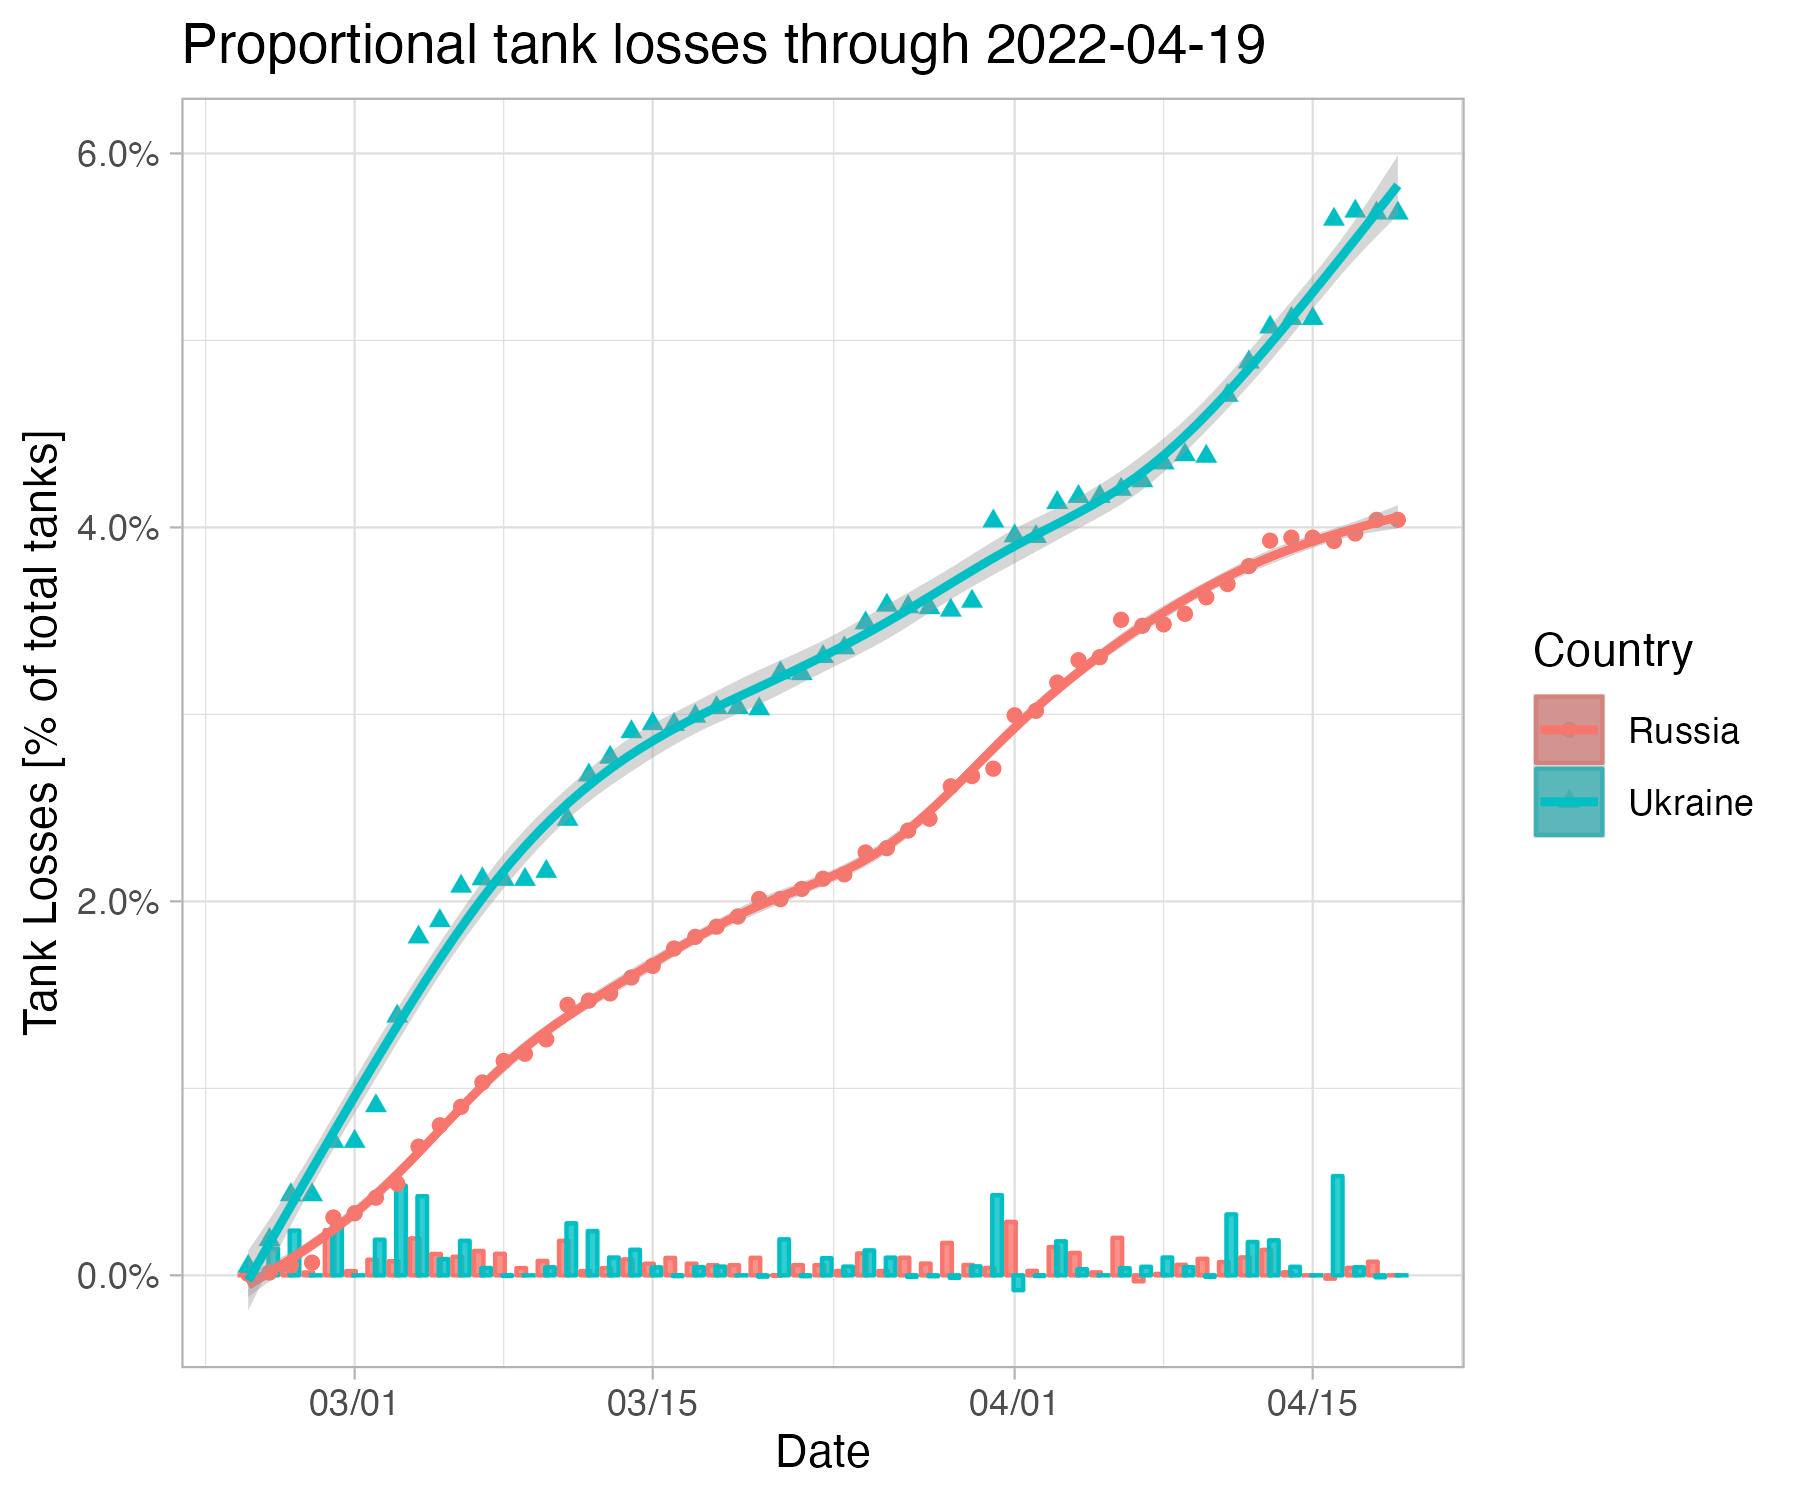 Proportional tank losses through 2022-04-19
Tank Losses [% of total tanks]
6.0%
4.0%
2.0%
0.0%
03/01
03/15
04/01
04/15
Date
Country
Russia
Ukraine